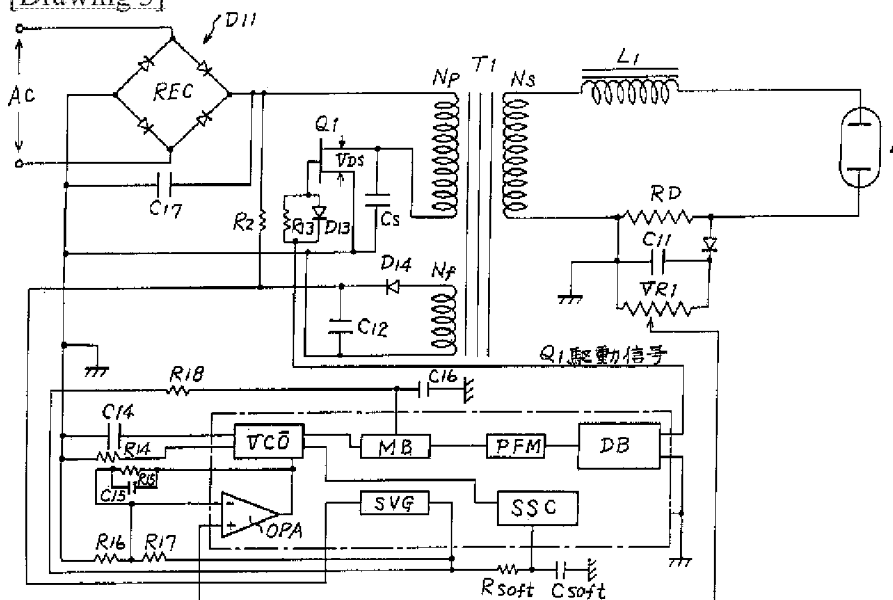 [Drawing 3]
D11
AC
REC
C17
R2
Q1
VDS
R13
D13
Cs
NP
T1
Ns
L1
RD
C11
VR1
D14
Nf
C12
Q1駆動信号
R18
C16
C14
R14
VCO
MB
PFM
DB
R15
C15
OPA
SVG
SSC
R16
R17
Rsoft
Csoft